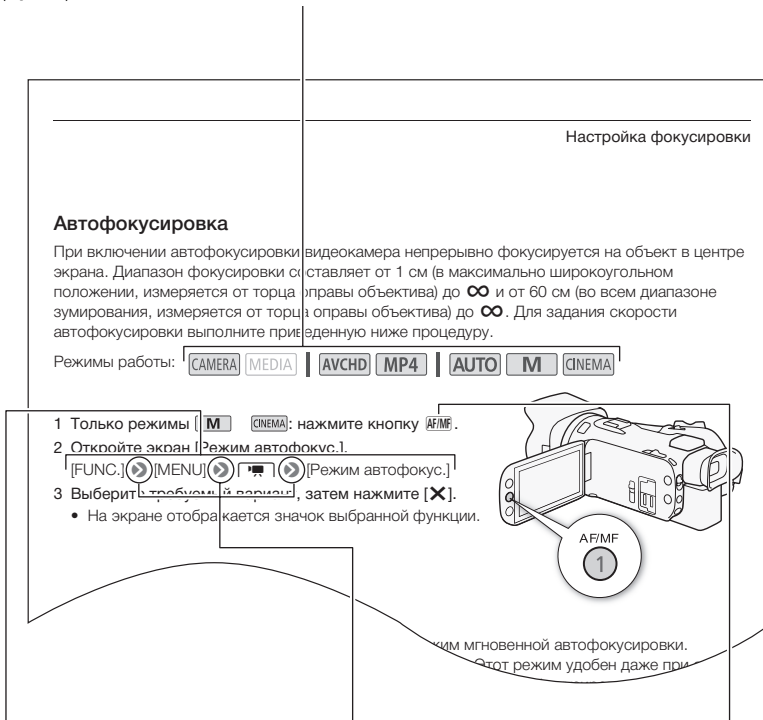 Настройка фокусировки
Автофокусировка
При включении автофокусировки видеокамера непрерывно фокусируется на объект в центре
экрана. Диапазон фокусировки составляет от 1 см (в максимально широкоугольном
положении, измеряется от торца оправы объектива) до ∞ и от 60 см (во всем диапазоне
зумирования, измеряется от торца оправы объектива) до ∞. Для задания скорости
автофокусировки выполните приведенную ниже процедуру.
Режимы работы: CAMERA MEDIA AVCHD MP4 AUTO M CINEMA
1 Только режимы M CINEMA: нажмите кнопку AF/MF.
2 Откройте экран [Режим автофокус.].
[FUNC.] [MENU] [Режим автофокус.]
3 Выберите требуемый вариант, затем нажмите [X].
• На экране отображается значок выбранной функции.
AF/MF
1
мгновенной автофокусировки.
Этот режим удобен даже при